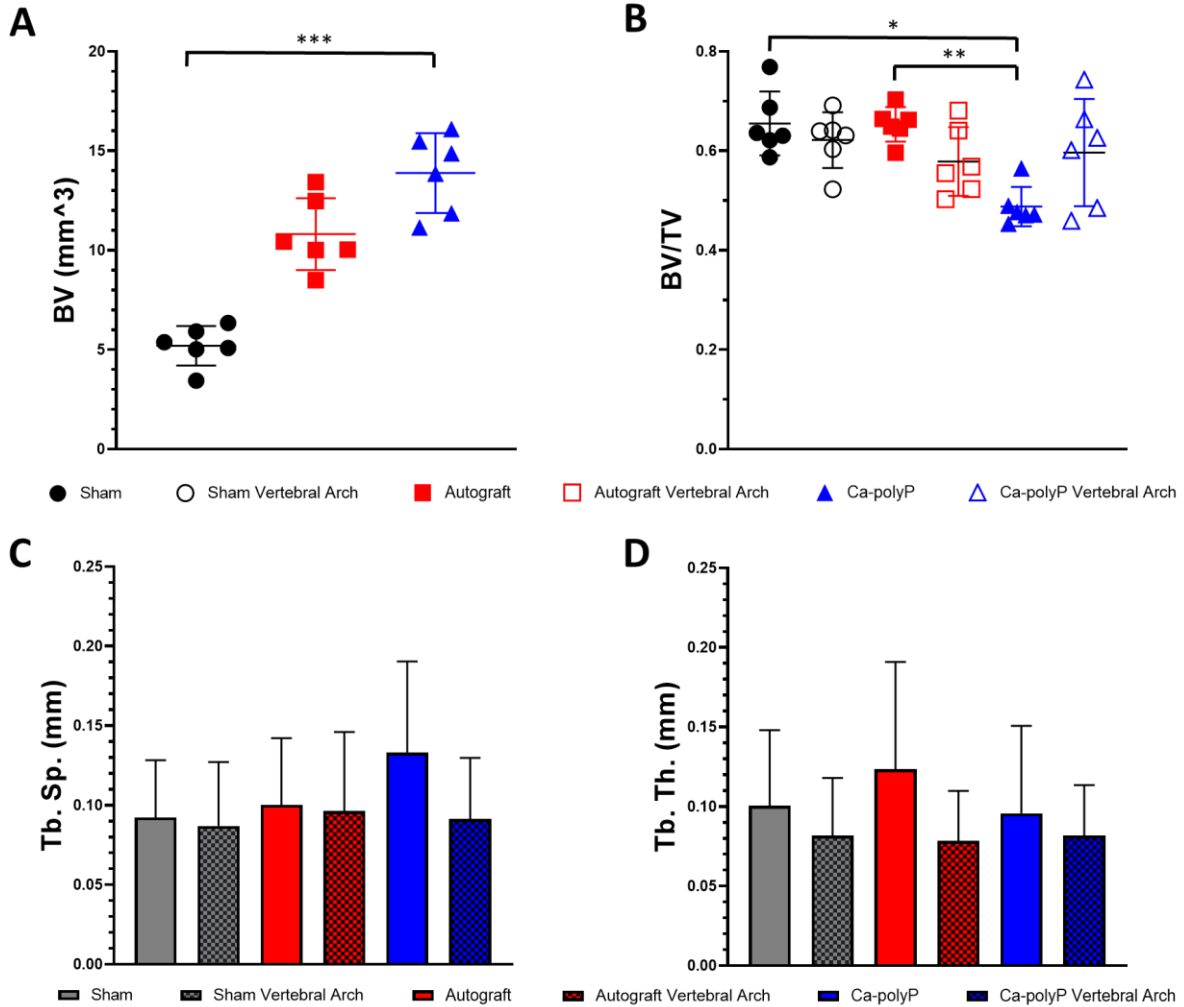 A
B
***
*
**
20
15
10
5
0
BV (mm^3)
0.8
0.6
0.4
0.2
0.0
BV/TV
Sham Sham Vertebral Arch Autograft Autograft Vertebral Arch Ca-polyP Ca-polyP Vertebral Arch
C
D
0.25
0.20
0.15
0.10
0.05
0.00
Tb. Sp. (mm)
0.25
0.20
0.15
0.10
0.05
0.00
Tb. Th. (mm)
Sham Sham Vertebral Arch Autograft Autograft Vertebral Arch Ca-polyP Ca-polyP Vertebral Arch